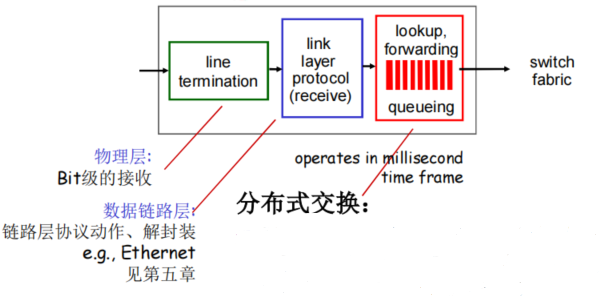 line
termination
link
layer
protocol
(receive)
lookup,
forwarding
queueing
switch
fabric
物理层:
Bit级的接收
数据链路层:
链路层协议动作、解封装
e.g., Ethernet
见第五章
operates in millisecond
time frame
分布式交换：